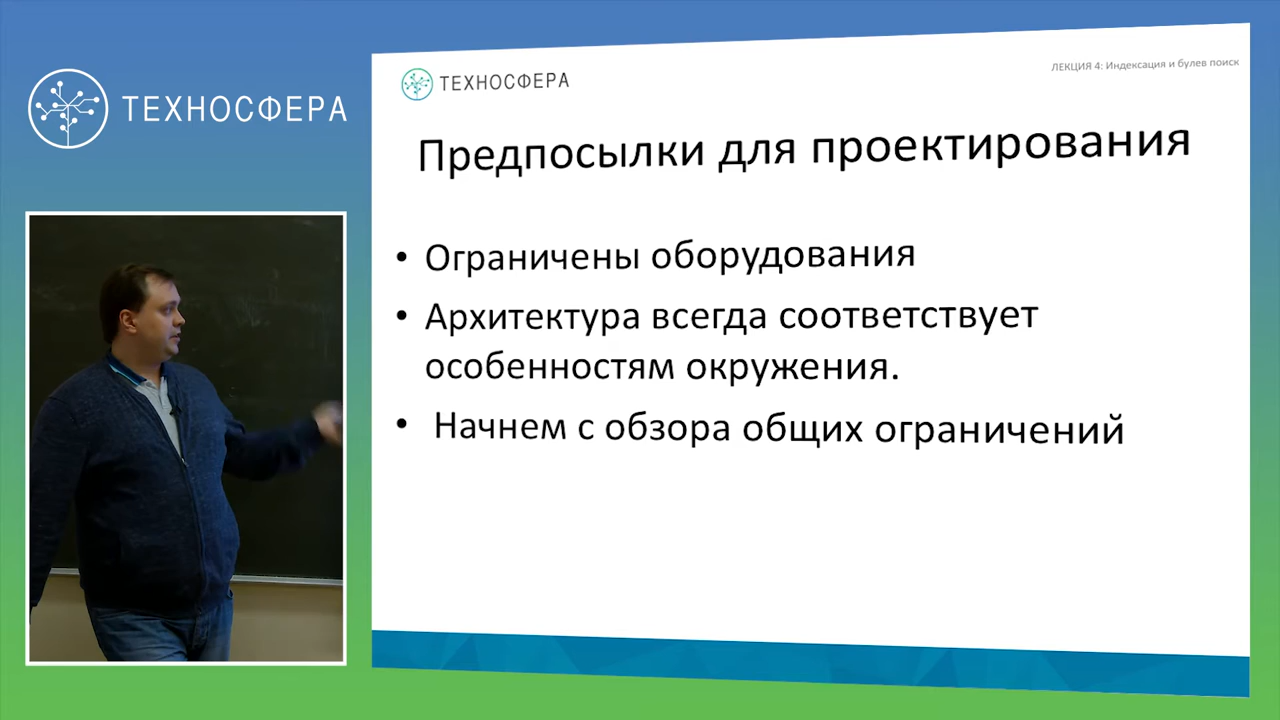 ТЕХНОСФЕРА
ТЕХНОСФЕРА
ЛЕКЦИЯ 4: Индексация и булев поиск
Предпосылки для проектирования
• Ограничены оборудования
• Архитектура всегда соответствует
особенностям окружения.
• Начнем с обзора общих ограничений